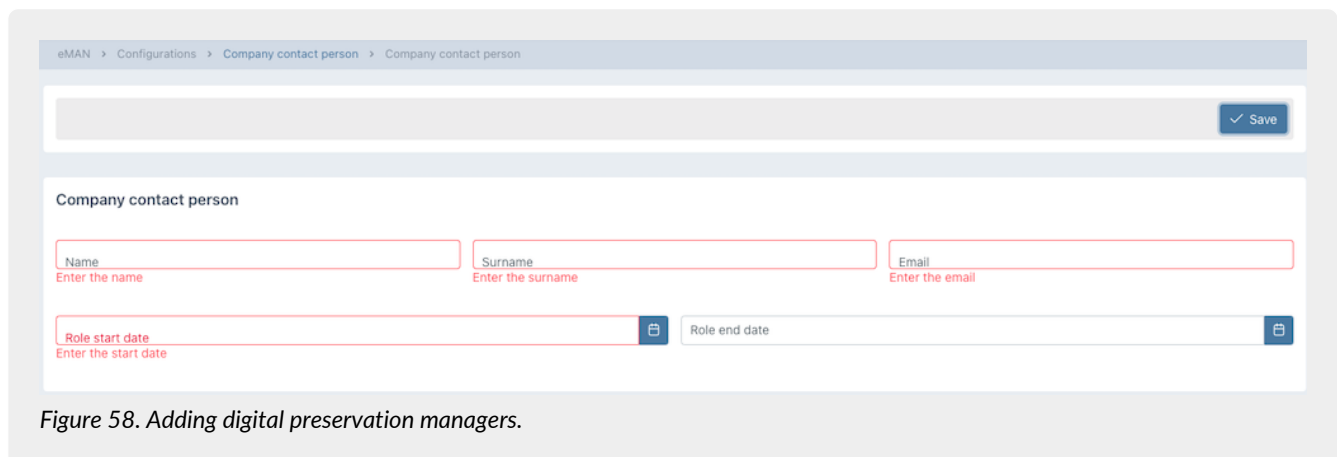 eMAN > Configurations > Company contact person > Company contact person
Save
Company contact person
Name Surname Email
Enter the name Enter the surname Enter the email
Role start date Role end date
Enter the start date
Figure 58. Adding digital preservation managers.